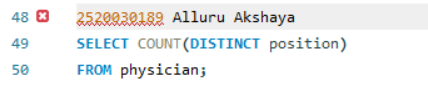 48 2520030189 Alluru Akshaya
49 SELECT COUNT(DISTINCT position)
50 FROM physician;